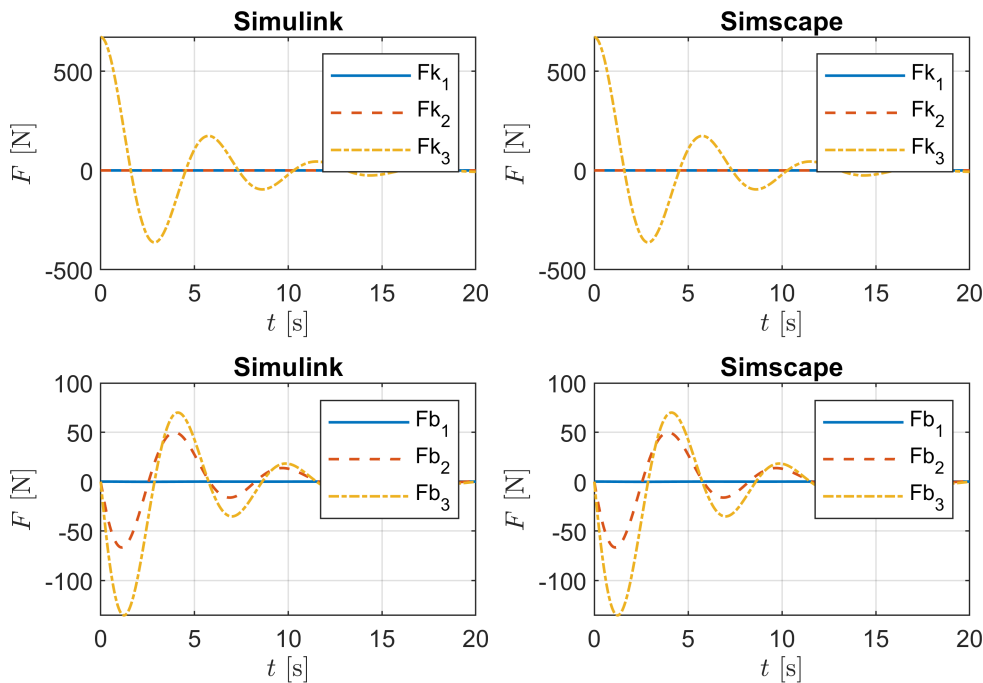 Simulink
F [N]
500
0
-500
0 5 10 15 20
t [s]
Fk1
Fk2
Fk3
Simscape
F [N]
500
0
-500
0 5 10 15 20
t [s]
Fk1
Fk2
Fk3
Simulink
F [N]
100
50
0
-50
-100
0 5 10 15 20
t [s]
Fb1
Fb2
Fb3
Simscape
F [N]
100
50
0
-50
-100
0 5 10 15 20
t [s]
Fb1
Fb2
Fb3